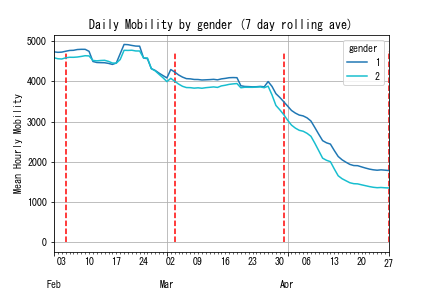 Daily Mobility by gender (7 day rolling ave)
5000
4000
3000
2000
1000
0
Mean Hourly Mobility
gender
1
2
03 10 17 24 02 09 16 23 30 06 13 20 27
Feb Mar Apr